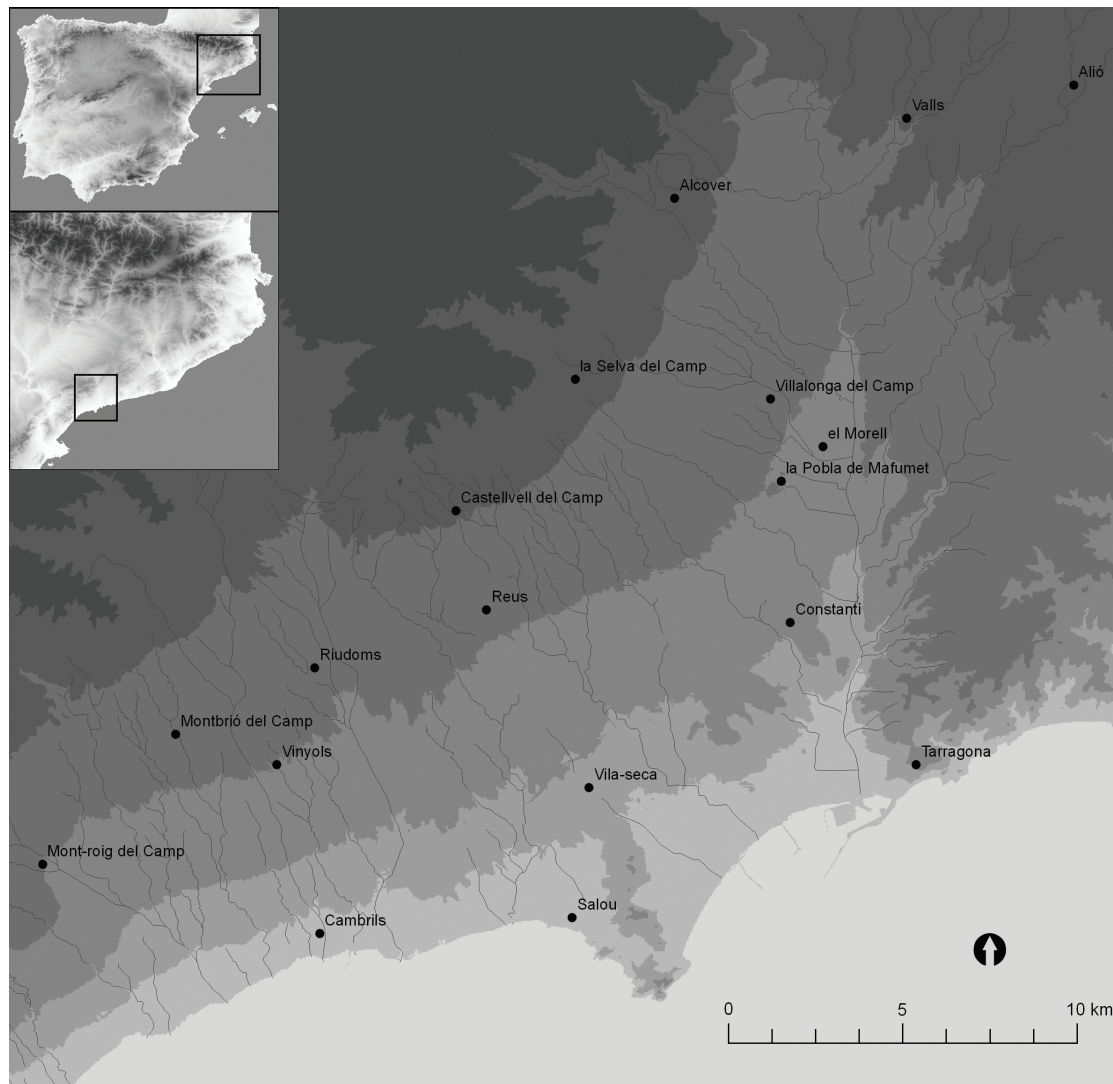 Alió
Valls
Alcover
la Selva del Camp
Villalonga del Camp
el Morell
la Pobla de Mafumet
Castellvell del Camp
Reus
Constantí
Riudoms
Montbrió del Camp
Vinyols
Tarragona
Vila-seca
Mont-roig del Camp
Salou
Cambrils
0 5 10 km